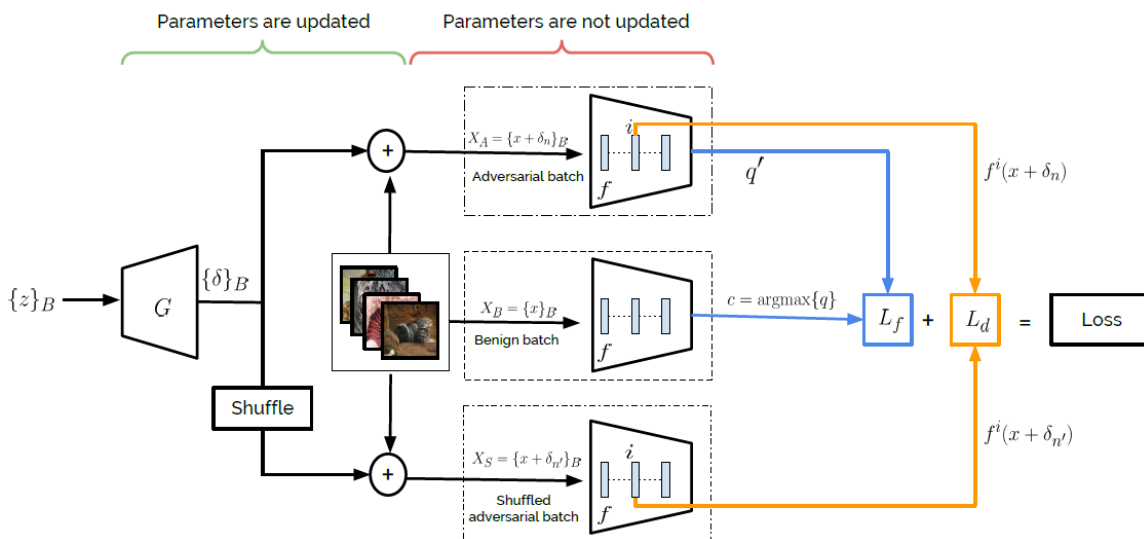 Parameters are updated
Parameters are not updated
X_A = {x + δ_n}_B
Adversarial batch
i
f
q′
f^i(x + δ_n)
{z}_B
G
{δ}_B
X_B = {x}_B
Benign batch
f
c = argmax{q}
L_f + L_d = Loss
Shuffle
+
+
X_S = {x + δ_n′}_B
Shuffled
adversarial batch
i
f
f^i(x + δ_n′)